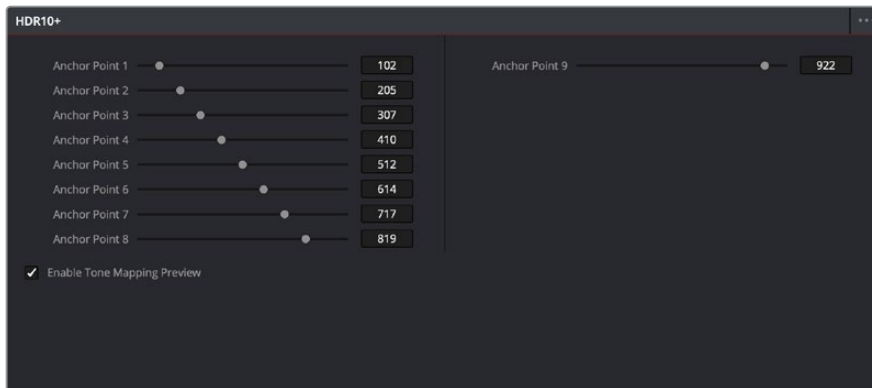 HDR10+
Anchor Point 1 102
Anchor Point 2 205
Anchor Point 3 307
Anchor Point 4 410
Anchor Point 5 512
Anchor Point 6 614
Anchor Point 7 717
Anchor Point 8 819
Anchor Point 9 922
Enable Tone Mapping Preview